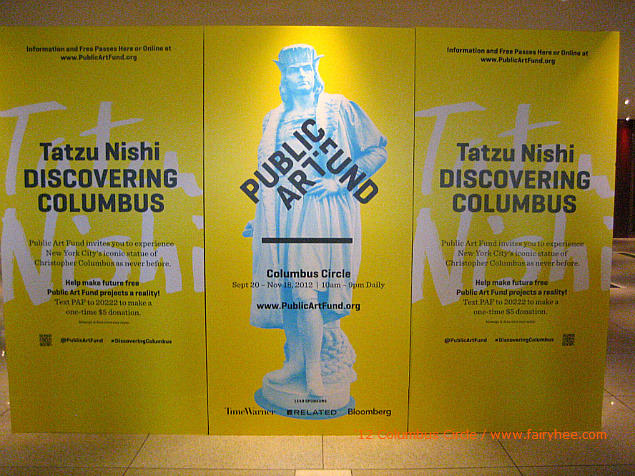 Information and Free Passes Here or Online at
www.PublicArtFund.org
Tatzu Nishi
Tatzu Nishi
DISCOVERING
COLUMBUS
Public Art Fund invites you to experience
New York City's iconic statue of
Christopher Columbus as never before.
Help make future free
Public Art Fund projects a reality!
Text PAF to 20222 to make a
one-time $5 donation.
@PublicArtFund #DiscoveringColumbus
PUBLIC
ART FUND
Columbus Circle
Sept 20 – Nov 18, 2012 | 10am – 9pm Daily
www.PublicArtFund.org
LEAD SPONSORS
TimeWarner RELATED Bloomberg
Information and Free Passes Here or Online at
www.PublicArtFund.org
Tatzu Nishi
Tatzu Nishi
DISCOVERING
COLUMBUS
Public Art Fund invites you to experience
New York City's iconic statue of
Christopher Columbus as never before.
Help make future free
Public Art Fund projects a reality!
Text PAF to 20222 to make a
one-time $5 donation.
@PublicArtFund #DiscoveringColumbus
12 Columbus Circle / www.fairyhee.com